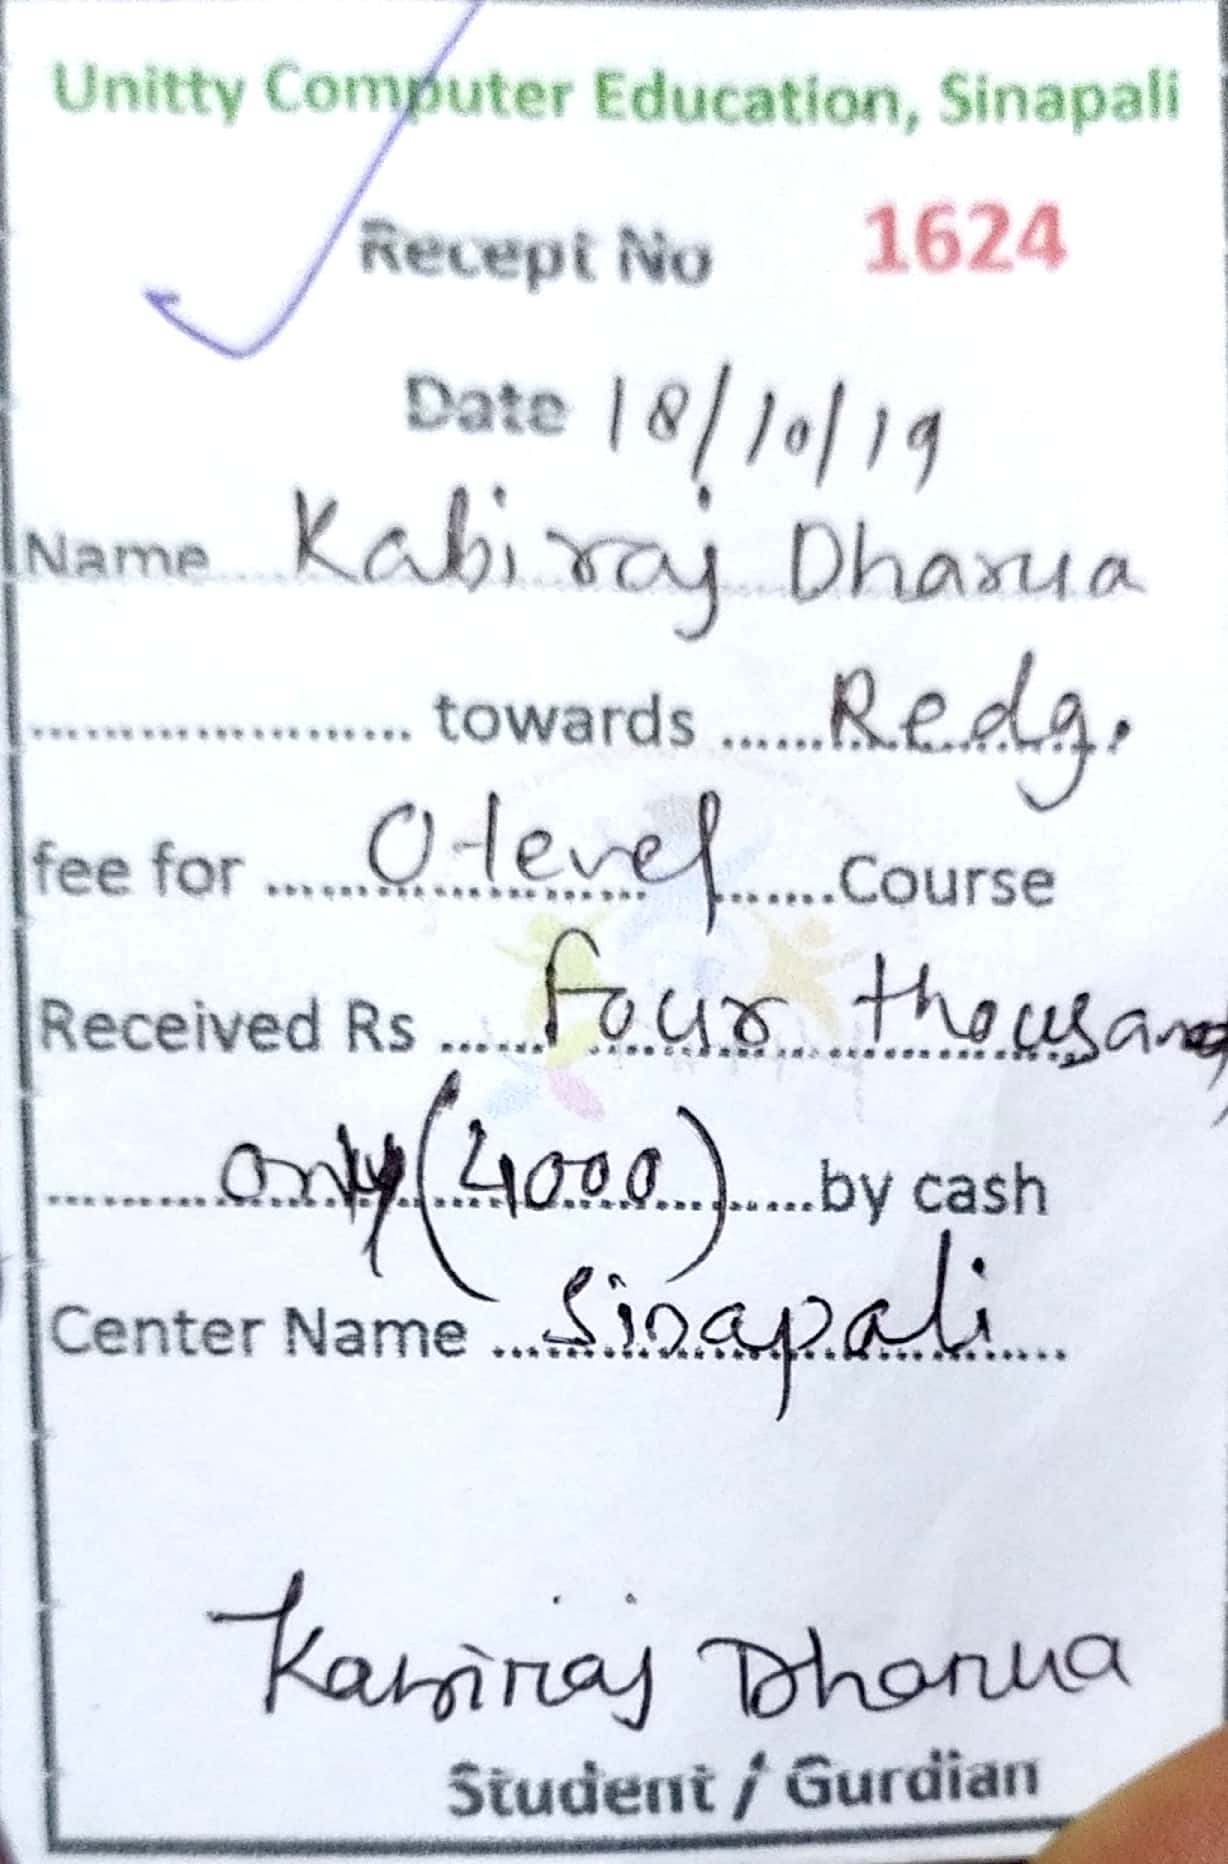 Unitty Computer Education, Sinapali
Recept No 1624
Date 18/10/19
Name Kabiraj Dharua
.................... towards ......Redg.
fee for ......O-level.......Course
Received Rs ......four thousand
.........only (4000)......by cash
Center Name ...Sinapali.....
Kabiraj Dharua
Student / Gurdian